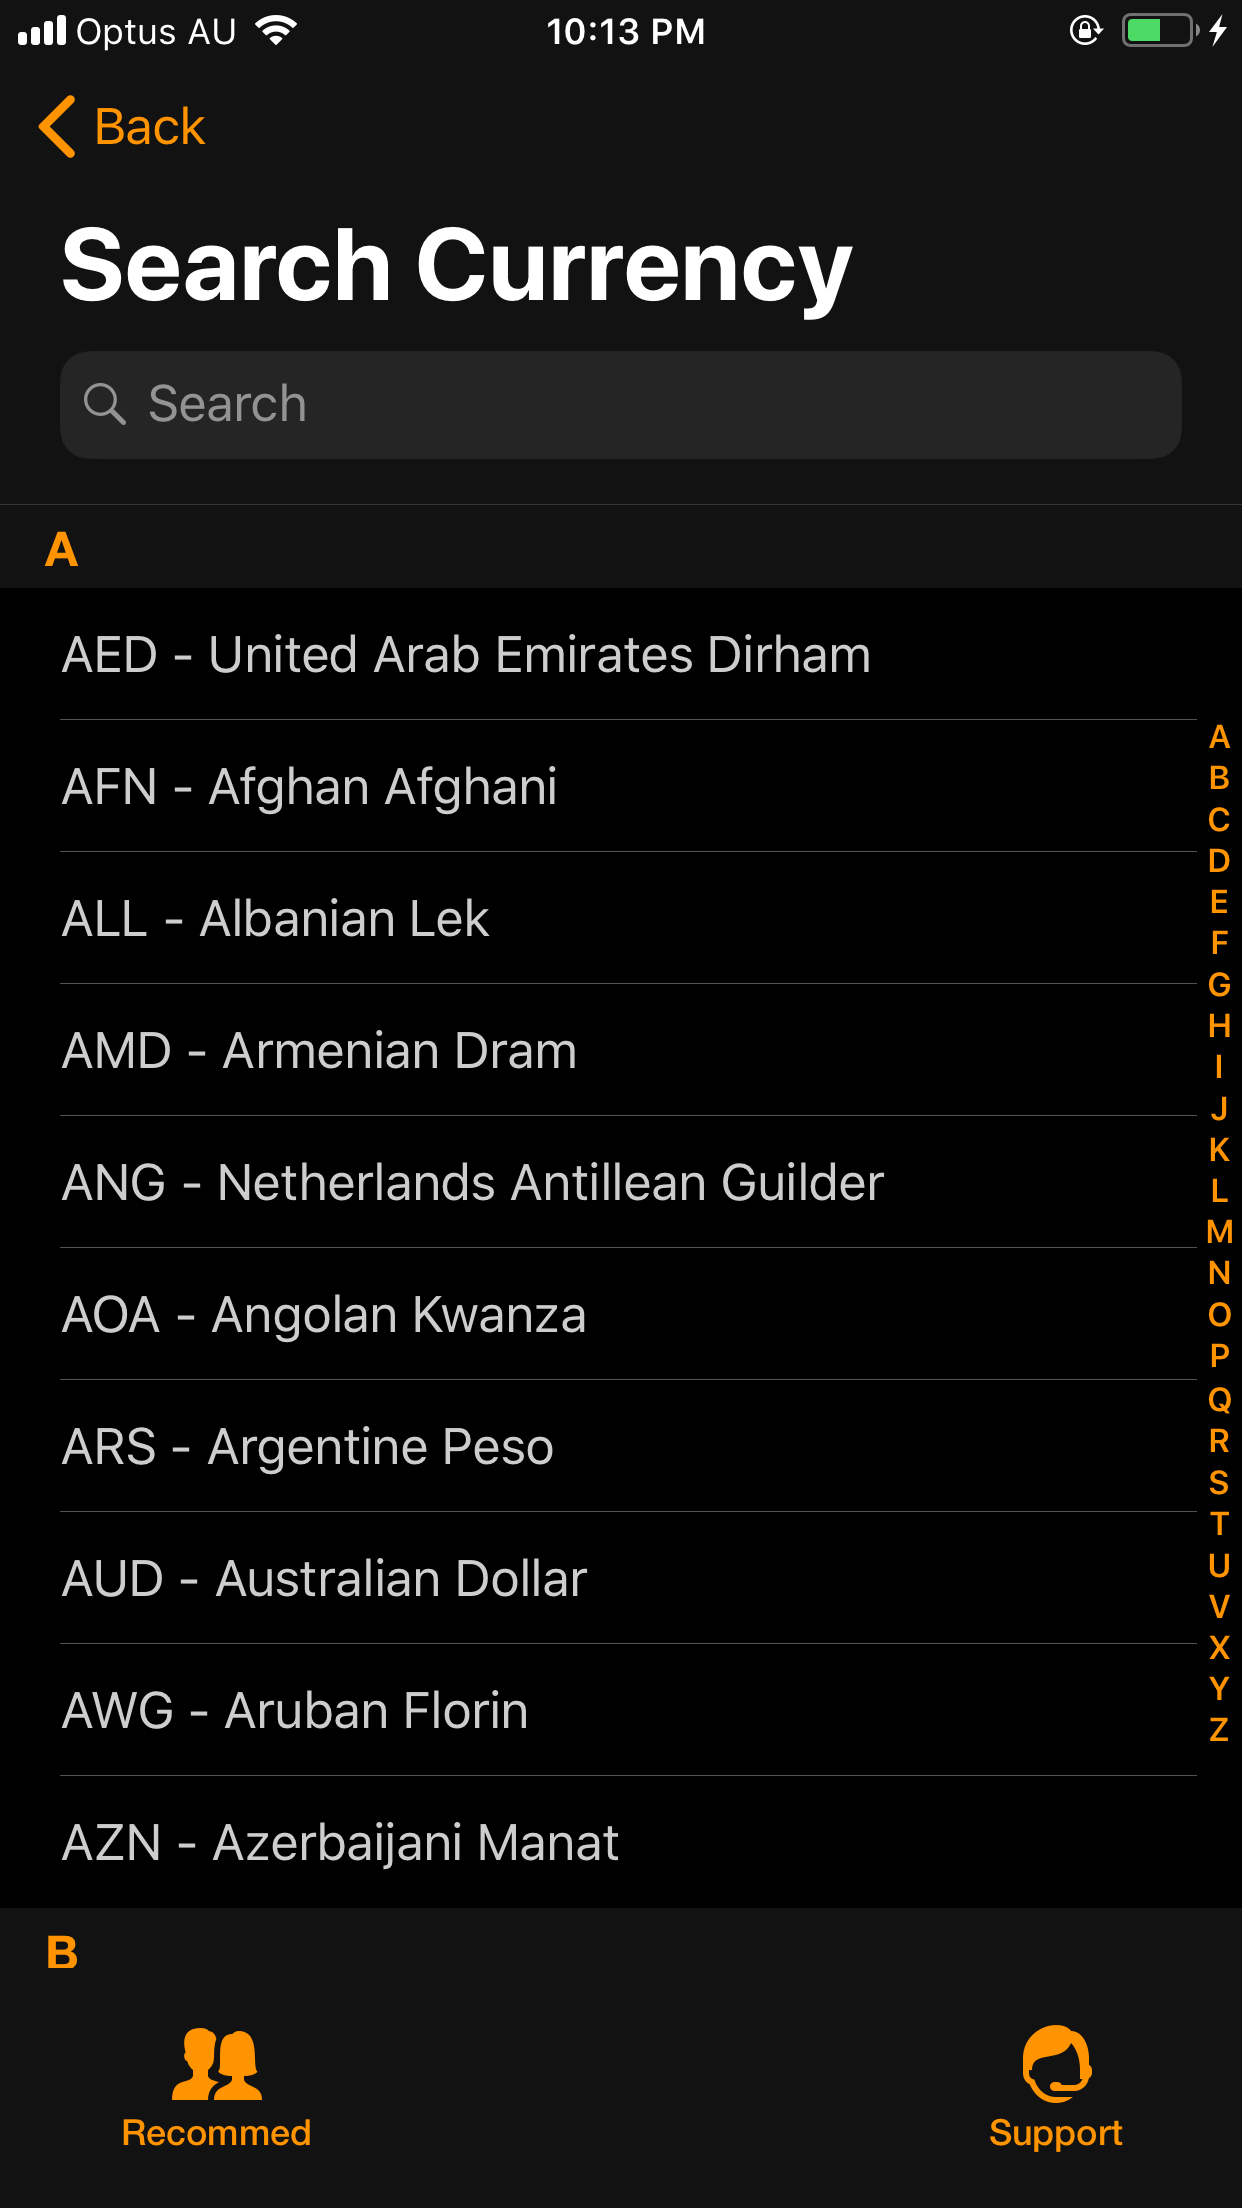 Optus AU 10:13 PM
Back
Search Currency
Search
A
AED - United Arab Emirates Dirham
AFN - Afghan Afghani
ALL - Albanian Lek
AMD - Armenian Dram
ANG - Netherlands Antillean Guilder
AOA - Angolan Kwanza
ARS - Argentine Peso
AUD - Australian Dollar
AWG - Aruban Florin
AZN - Azerbaijani Manat
A
B
C
D
E
F
G
H
I
J
K
L
M
N
O
P
Q
R
S
T
U
V
X
Y
Z
B
Recommed
Support